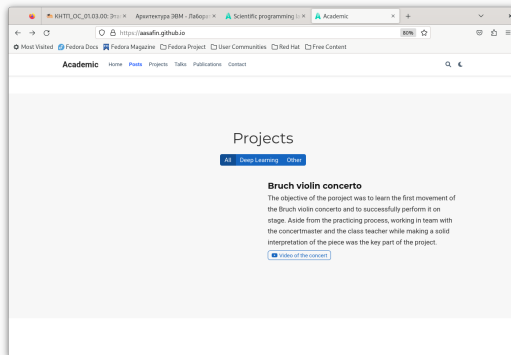 КНТП_ОС_01.03.00: Эта
Архитектура ЭВМ - Лаборат
Scientific programming la
Academic
https://aasafin.github.io
80%
Most Visited Fedora Docs Fedora Magazine Fedora Project User Communities Red Hat Free Content
Academic Home Posts Projects Talks Publications Contact
Projects
All Deep Learning Other
Bruch violin concerto
The objective of the poroject was to learn the first movement of
the Bruch violin concerto and to successfully perform it on
stage. Aside from the practicing process, working in team with
the concertmaster and the class teacher while making a solid
interpretation of the piece was the key part of the project.
Video of the concert